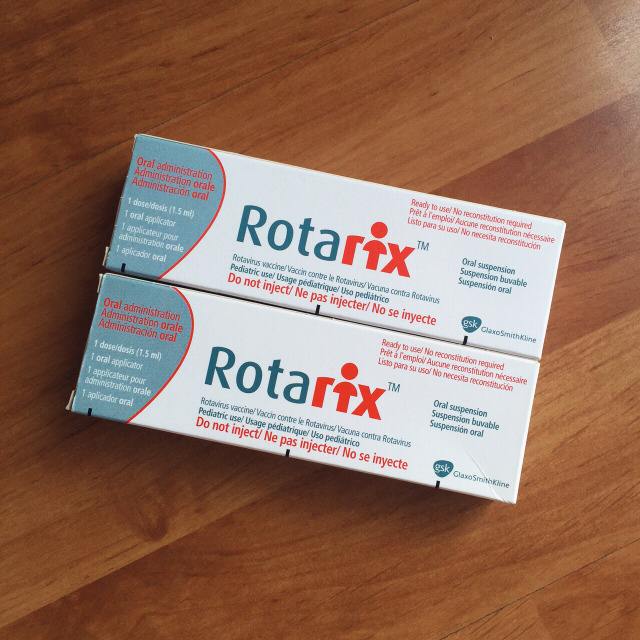 Oral administration
Administration orale
Administración oral
1 dose/dosis (1.5 ml)
1 oral applicator
1 applicateur pour
administration orale
1 aplicador oral
Ready to use/ No reconstitution required
Prêt à l'emploi/ Aucune reconstitution nécessaire
Listo para su uso/ No necesita reconstitución
Rotarix™
Oral suspension
Suspension buvable
Suspensión oral
Rotavirus vaccine/ Vaccin contre le Rotavirus/ Vacuna contra Rotavirus
Pediatric use/ Usage pédiatrique/ Uso pediátrico
Do not inject/ Ne pas injecter/ No se inyecte
gsk GlaxoSmithKline
Oral administration
Administration orale
Administración oral
1 dose/dosis (1.5 ml)
1 oral applicator
1 applicateur pour
administration orale
1 aplicador oral
Ready to use/ No reconstitution required
Prêt à l'emploi/ Aucune reconstitution nécessaire
Listo para su uso/ No necesita reconstitución
Rotarix™
Oral suspension
Suspension buvable
Suspensión oral
Rotavirus vaccine/ Vaccin contre le Rotavirus/ Vacuna contra Rotavirus
Pediatric use/ Usage pédiatrique/ Uso pediátrico
Do not inject/ Ne pas injecter/ No se inyecte
gsk GlaxoSmithKline